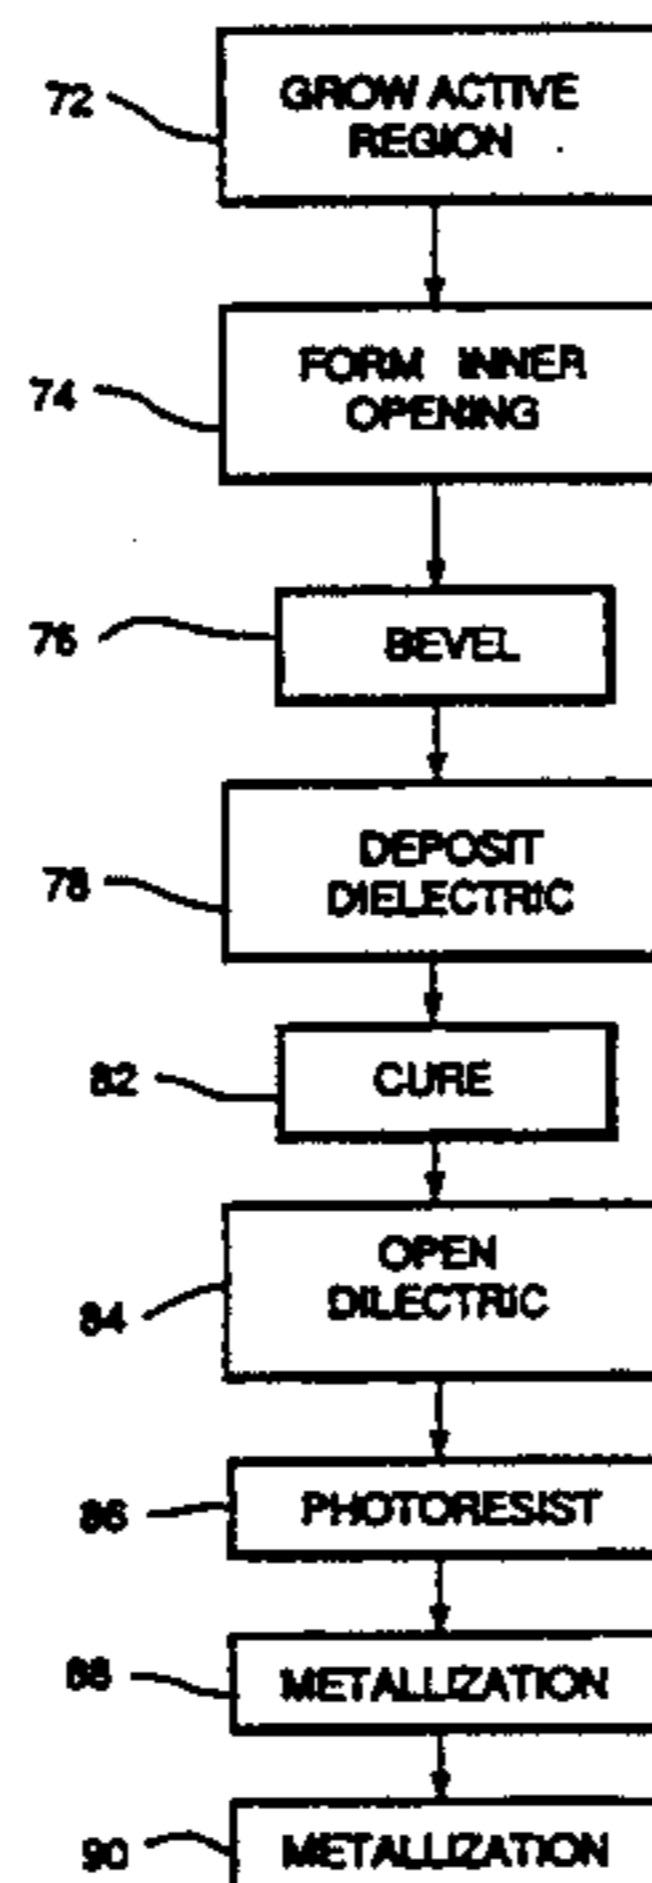 72
GROW ACTIVE
REGION
74
FORM INNER
OPENING
76
BEVEL
78
DEPOSIT
DIELECTRIC
82
CURE
84
OPEN
DILECTRIC
86
PHOTORESIST
88
METALLIZATION
90
METALLIZATION